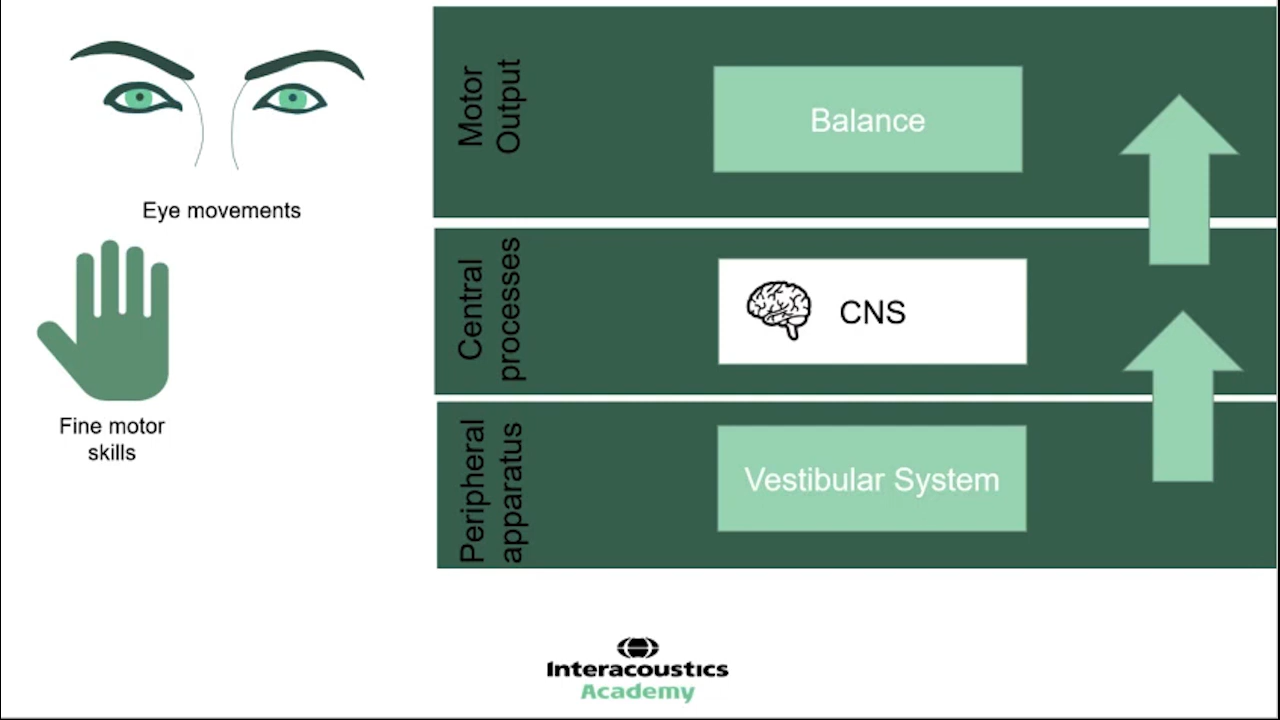 Eye movements
Fine motor
skills
Motor
Output
Balance
Central
processes
CNS
Peripheral
apparatus
Vestibular System
Interacoustics
Academy